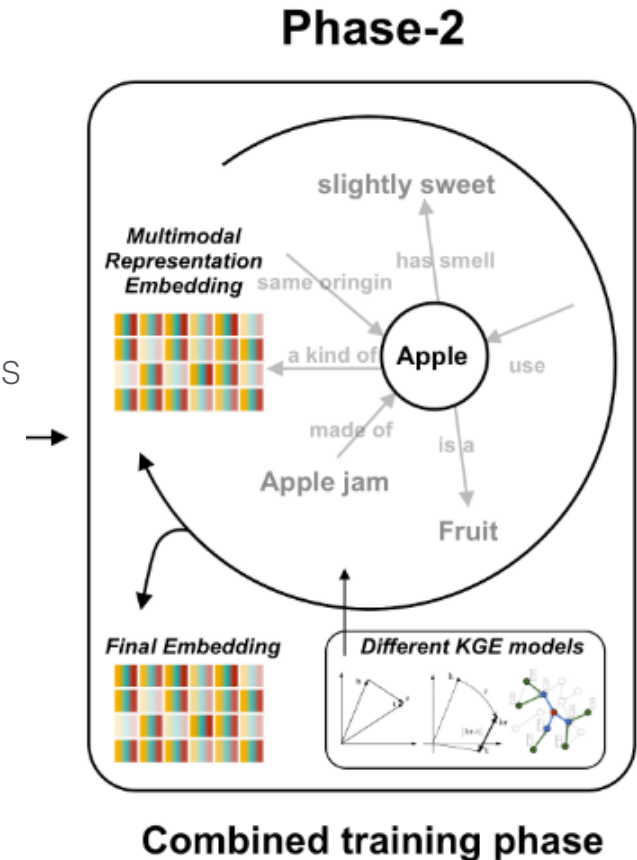 Phase-2
slightly sweet
Multimodal
Representation
Embedding
has smell
same oringin
s
a kind of
Apple
use
made of
is a
Apple jam
Fruit
Final Embedding
Different KGE models
h
r
t
h
r
hr
t
Combined training phase